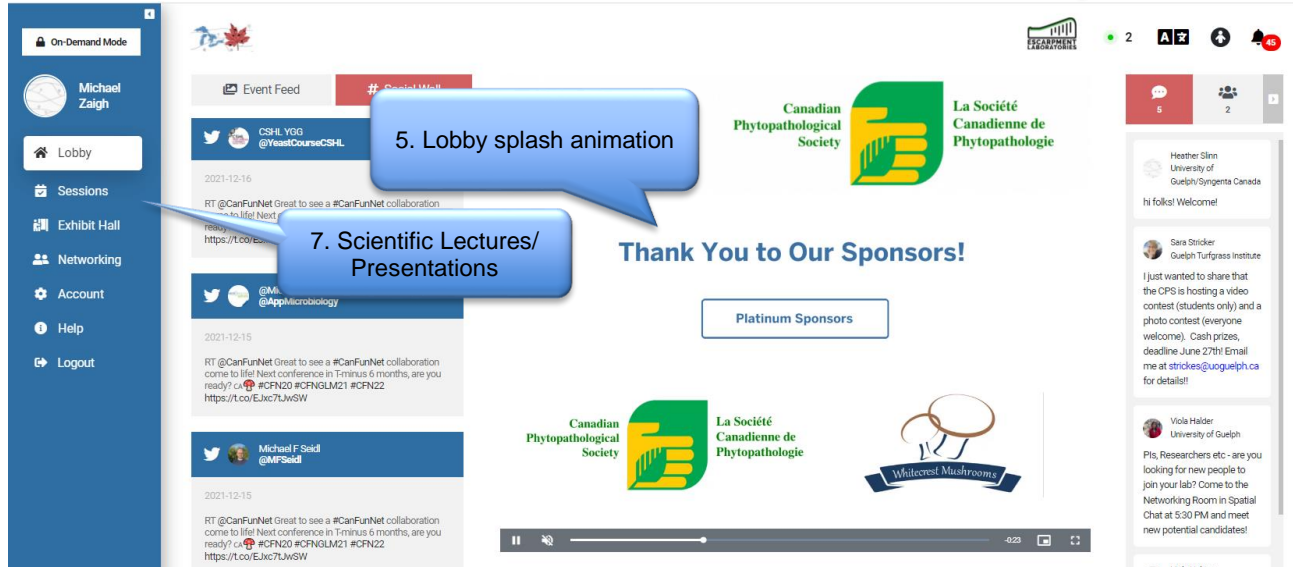 On-Demand Mode
Michael
Zaigh
Lobby
Sessions
Exhibit Hall
Networking
Account
Help
Logout
ESCARPMENT
LABORATORIES
2
45
Event Feed
# Social Wall
CSHL YGG
@YeastCourseCSHL
2021-12-16
RT @CanFunNet Great to see a #CanFunNet collaboration
come to life! Next
ready?
https://t.co/
5. Lobby splash animation
7. Scientific Lectures/
Presentations
@AppMicrobiology
2021-12-15
RT @CanFunNet Great to see a #CanFunNet collaboration
come to life! Next conference in T-minus 6 months, are you
ready? CA🍄 #CFN20 #CFNGLM21 #CFN22
https://t.co/EJxc7tJwSW
Michael F Seidl
@MFSeidl
2021-12-15
RT @CanFunNet Great to see a #CanFunNet collaboration
come to life! Next conference in T-minus 6 months, are you
ready? CA🍄 #CFN20 #CFNGLM21 #CFN22
https://t.co/EJxc7tJwSW
Canadian
Phytopathological
Society
La Société
Canadienne de
Phytopathologie
Thank You to Our Sponsors!
Platinum Sponsors
Canadian
Phytopathological
Society
La Société
Canadienne de
Phytopathologie
Whitecrest Mushrooms
-0:23
5
2
Heather Slinn
University of
Guelph/Syngenta Canada
hi folks! Welcome!
Sara Stricker
Guelph Turfgrass Institute
I just wanted to share that
the CPS is hosting a video
contest (students only) and a
photo contest (everyone
welcome). Cash prizes,
deadline June 27th! Email
me at strickes@uoguelph.ca
for details!!
Viola Halder
University of Guelph
PIs, Researchers etc - are you
looking for new people to
join your lab? Come to the
Networking Room in Spatial
Chat at 5:30 PM and meet
new potential candidates!